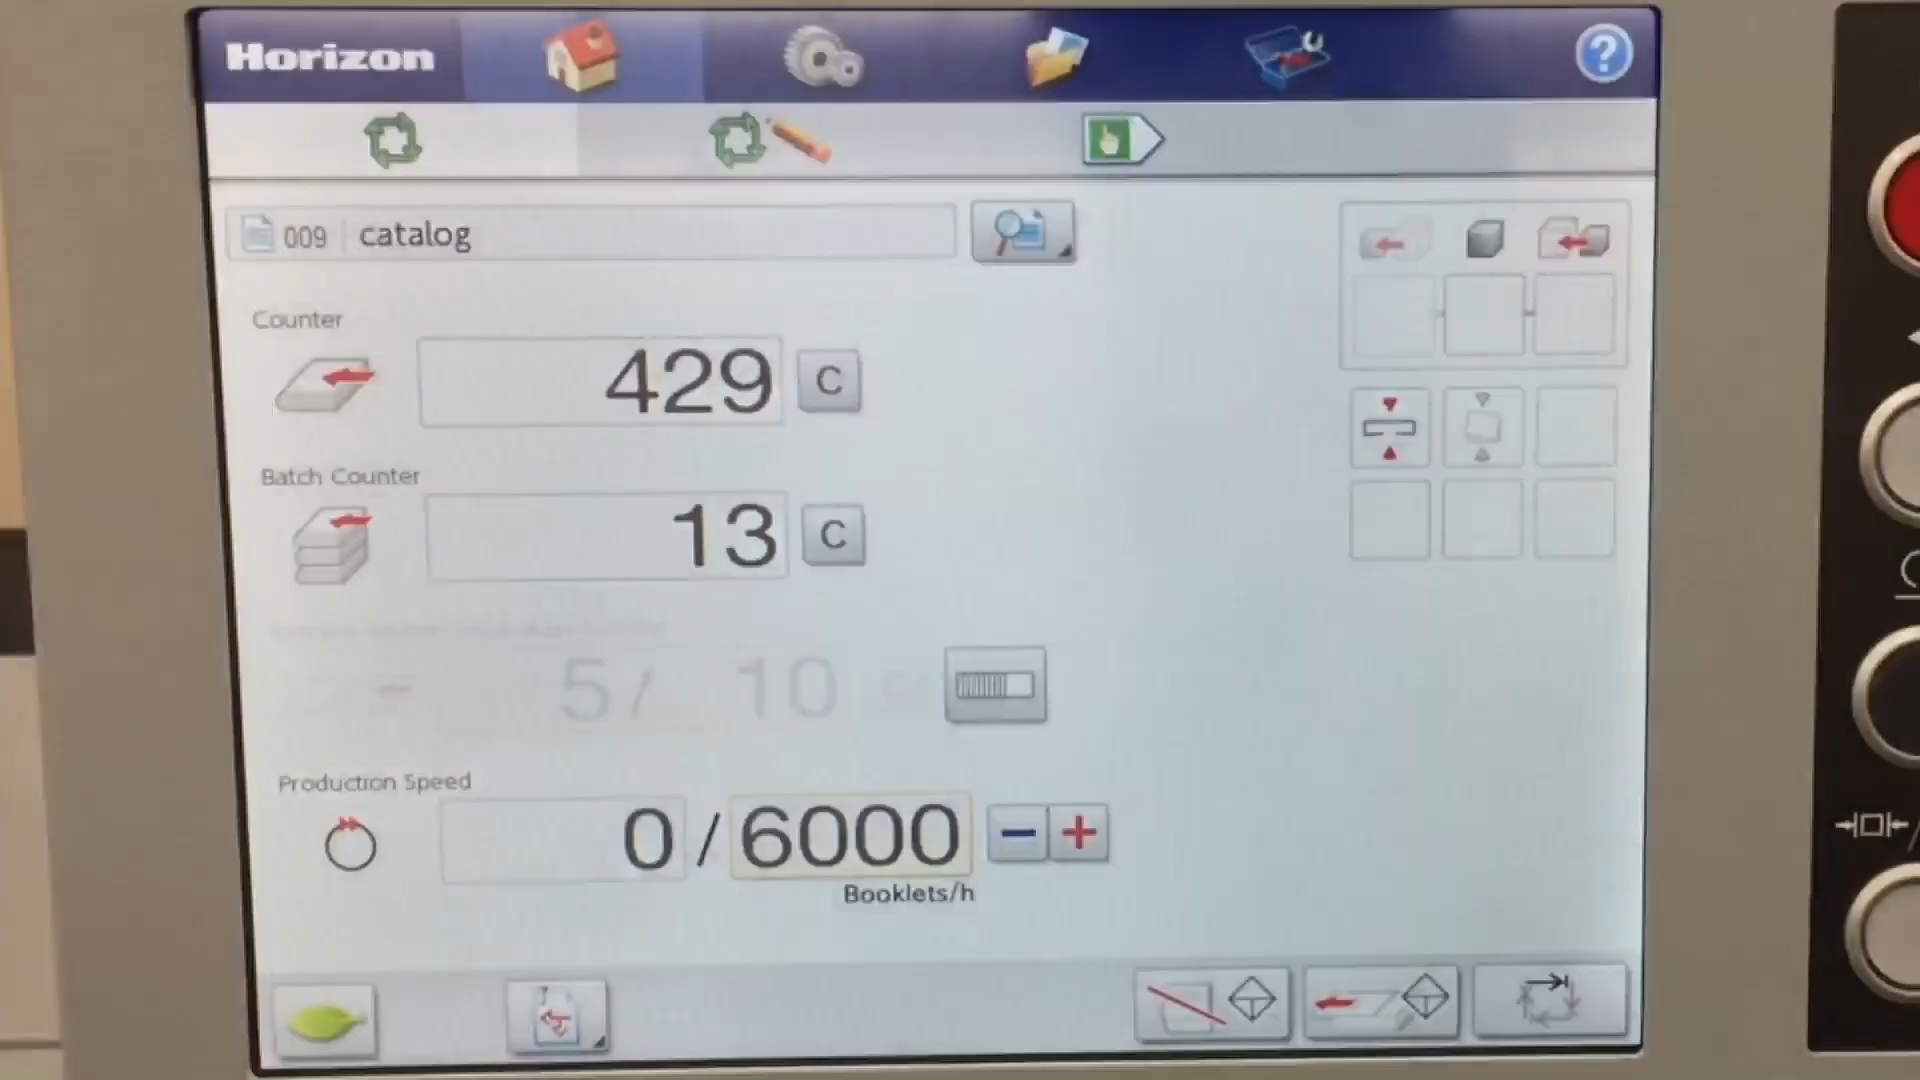 Horizon
?
009 catalog
Counter
429 C
Batch Counter
13 C
5 / 10
Production Speed
0 / 6000 − +
Booklets/h